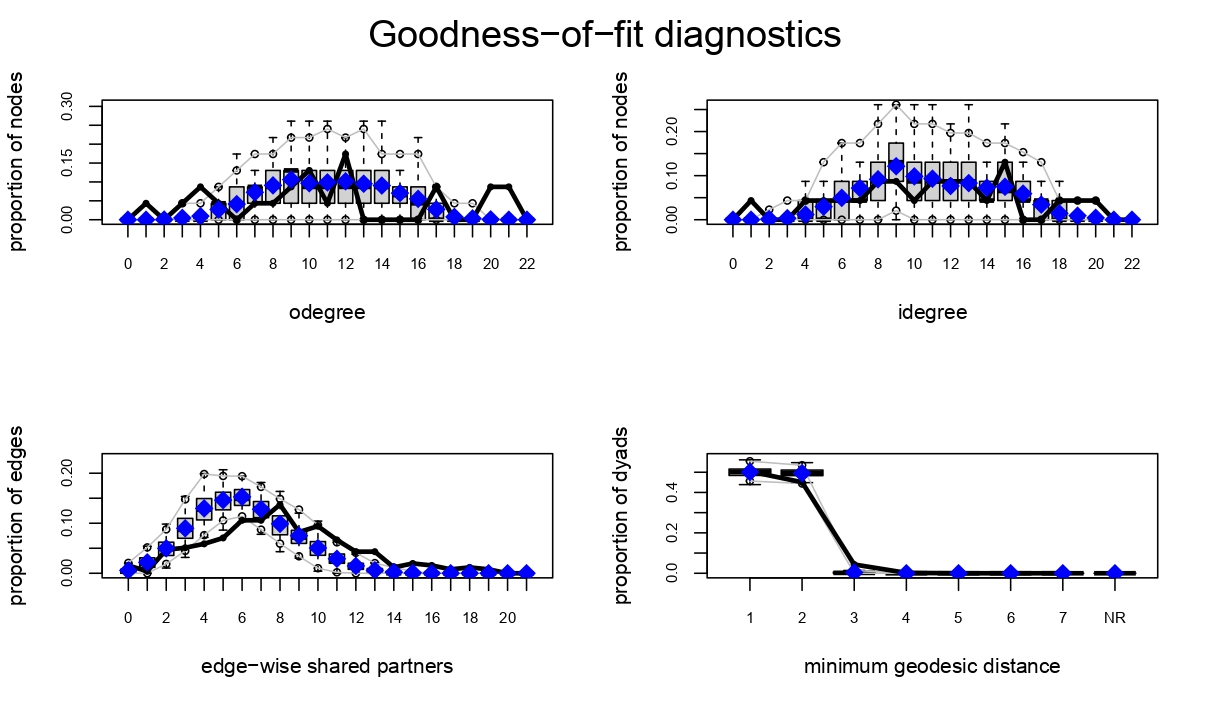 Goodness−of−fit diagnostics
proportion of nodes
0.00 0.15 0.30
0 2 4 6 8 10 12 14 16 18 20 22
odegree
proportion of nodes
0.00 0.10 0.20
0 2 4 6 8 10 12 14 16 18 20 22
idegree
proportion of edges
0.00 0.10 0.20
0 2 4 6 8 10 12 14 16 18 20
edge−wise shared partners
proportion of dyads
0.0 0.2 0.4
1 2 3 4 5 6 7 NR
minimum geodesic distance